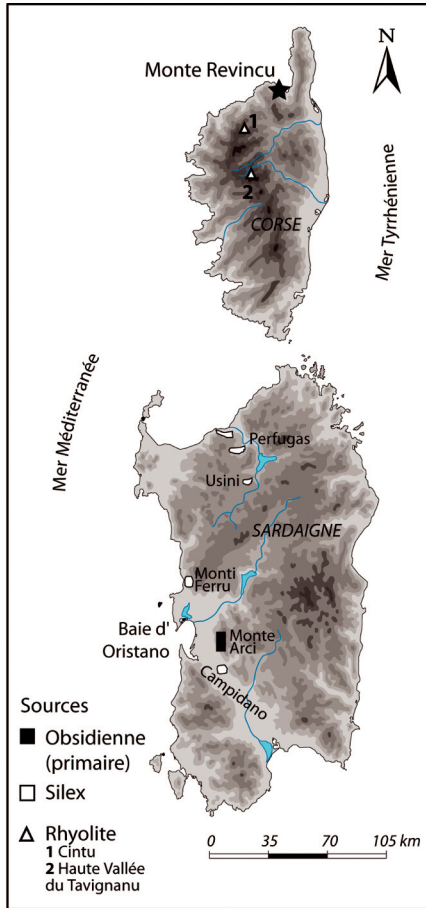 N
Monte Revincu
1
2
CORSE
Mer Tyrrhénienne
Mer Méditerranée
Perfugas
Usini
SARDAIGNE
Monti
Ferru
Baie d'
Oristano
Monte
Arci
Campidano
Sources
Obsidienne
(primaire)
Silex
Rhyolite
1 Cintu
2 Haute Vallée
du Tavignanu
0 35 70 105 km